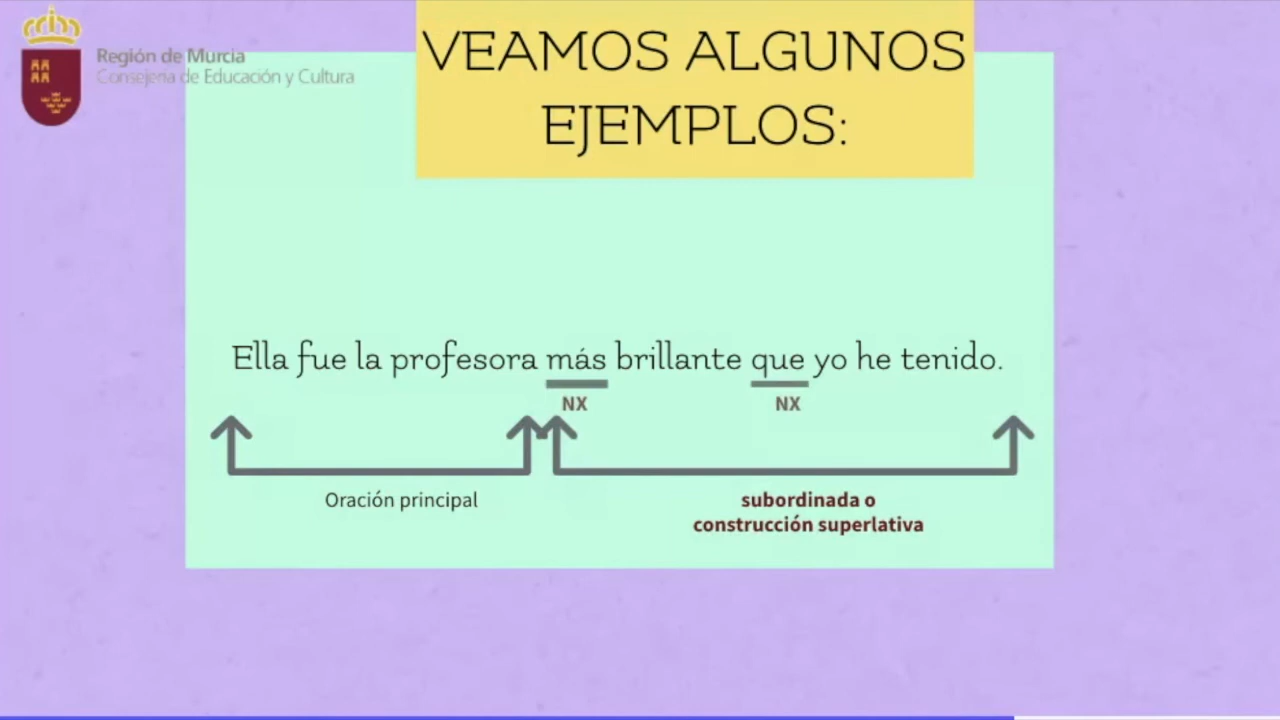 Región de Murcia
Consejería de Educación y Cultura
VEAMOS ALGUNOS
EJEMPLOS:
Ella fue la profesora más brillante que yo he tenido.
NX NX
Oración principal
subordinada o
construcción superlativa